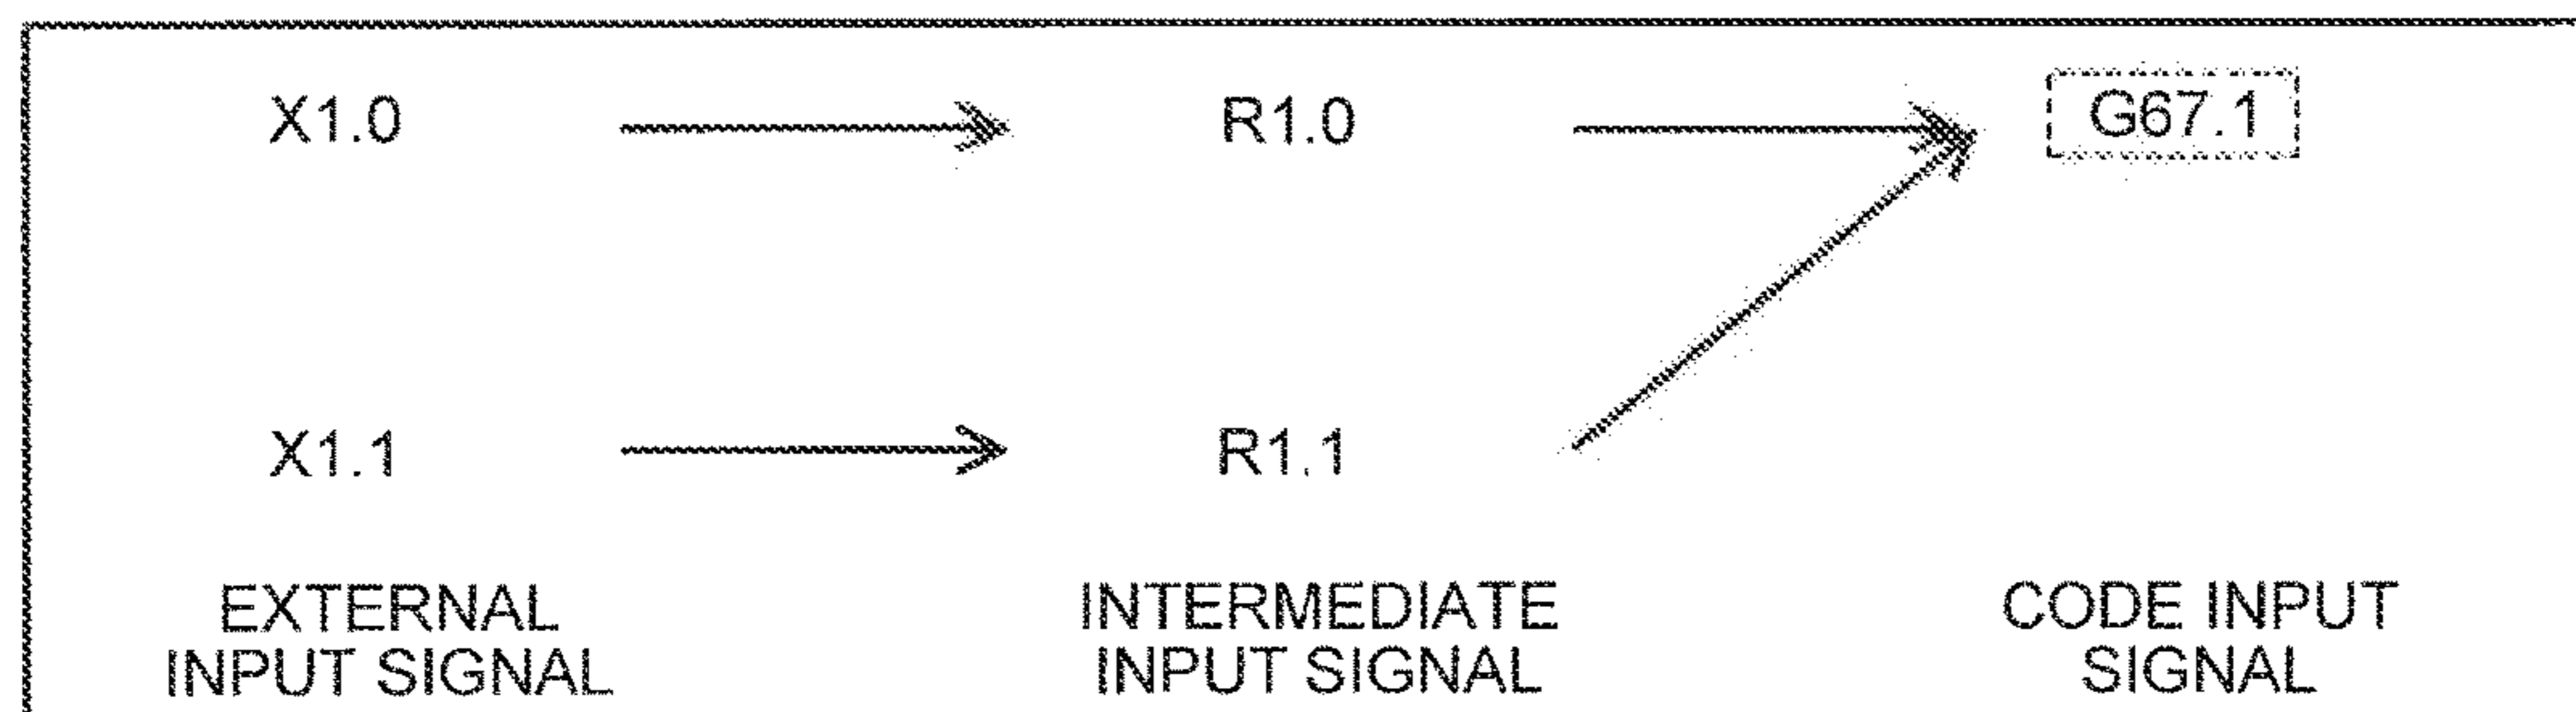 X1.0 R1.0 G67.1
X1.1 R1.1
EXTERNAL
INPUT SIGNAL
INTERMEDIATE
INPUT SIGNAL
CODE INPUT
SIGNAL